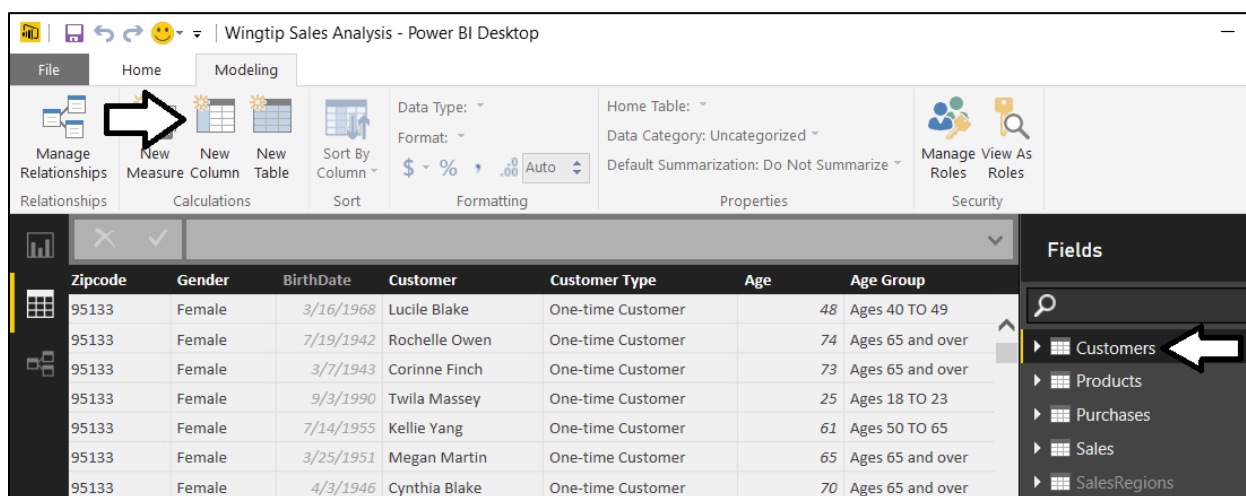 Wingtip Sales Analysis - Power BI Desktop
File Home Modeling
Data Type:
Format:
$ % , .00 Auto
Home Table:
Data Category: Uncategorized
Default Summarization: Do Not Summarize
Manage Relationships
New Measure
New Column
New Table
Sort By Column
Manage Roles
View As Roles
Relationships Calculations Sort Formatting Properties Security
Fields
Zipcode Gender BirthDate Customer Customer Type Age Age Group
95133 Female 3/16/1968 Lucile Blake One-time Customer 48 Ages 40 TO 49
95133 Female 7/19/1942 Rochelle Owen One-time Customer 74 Ages 65 and over
95133 Female 3/7/1943 Corinne Finch One-time Customer 73 Ages 65 and over
95133 Female 9/3/1990 Twila Massey One-time Customer 25 Ages 18 TO 23
95133 Female 7/14/1955 Kellie Yang One-time Customer 61 Ages 50 TO 65
95133 Female 3/25/1951 Megan Martin One-time Customer 65 Ages 65 and over
95133 Female 4/3/1946 Cynthia Blake One-time Customer 70 Ages 65 and over
Customers
Products
Purchases
Sales
SalesRegions